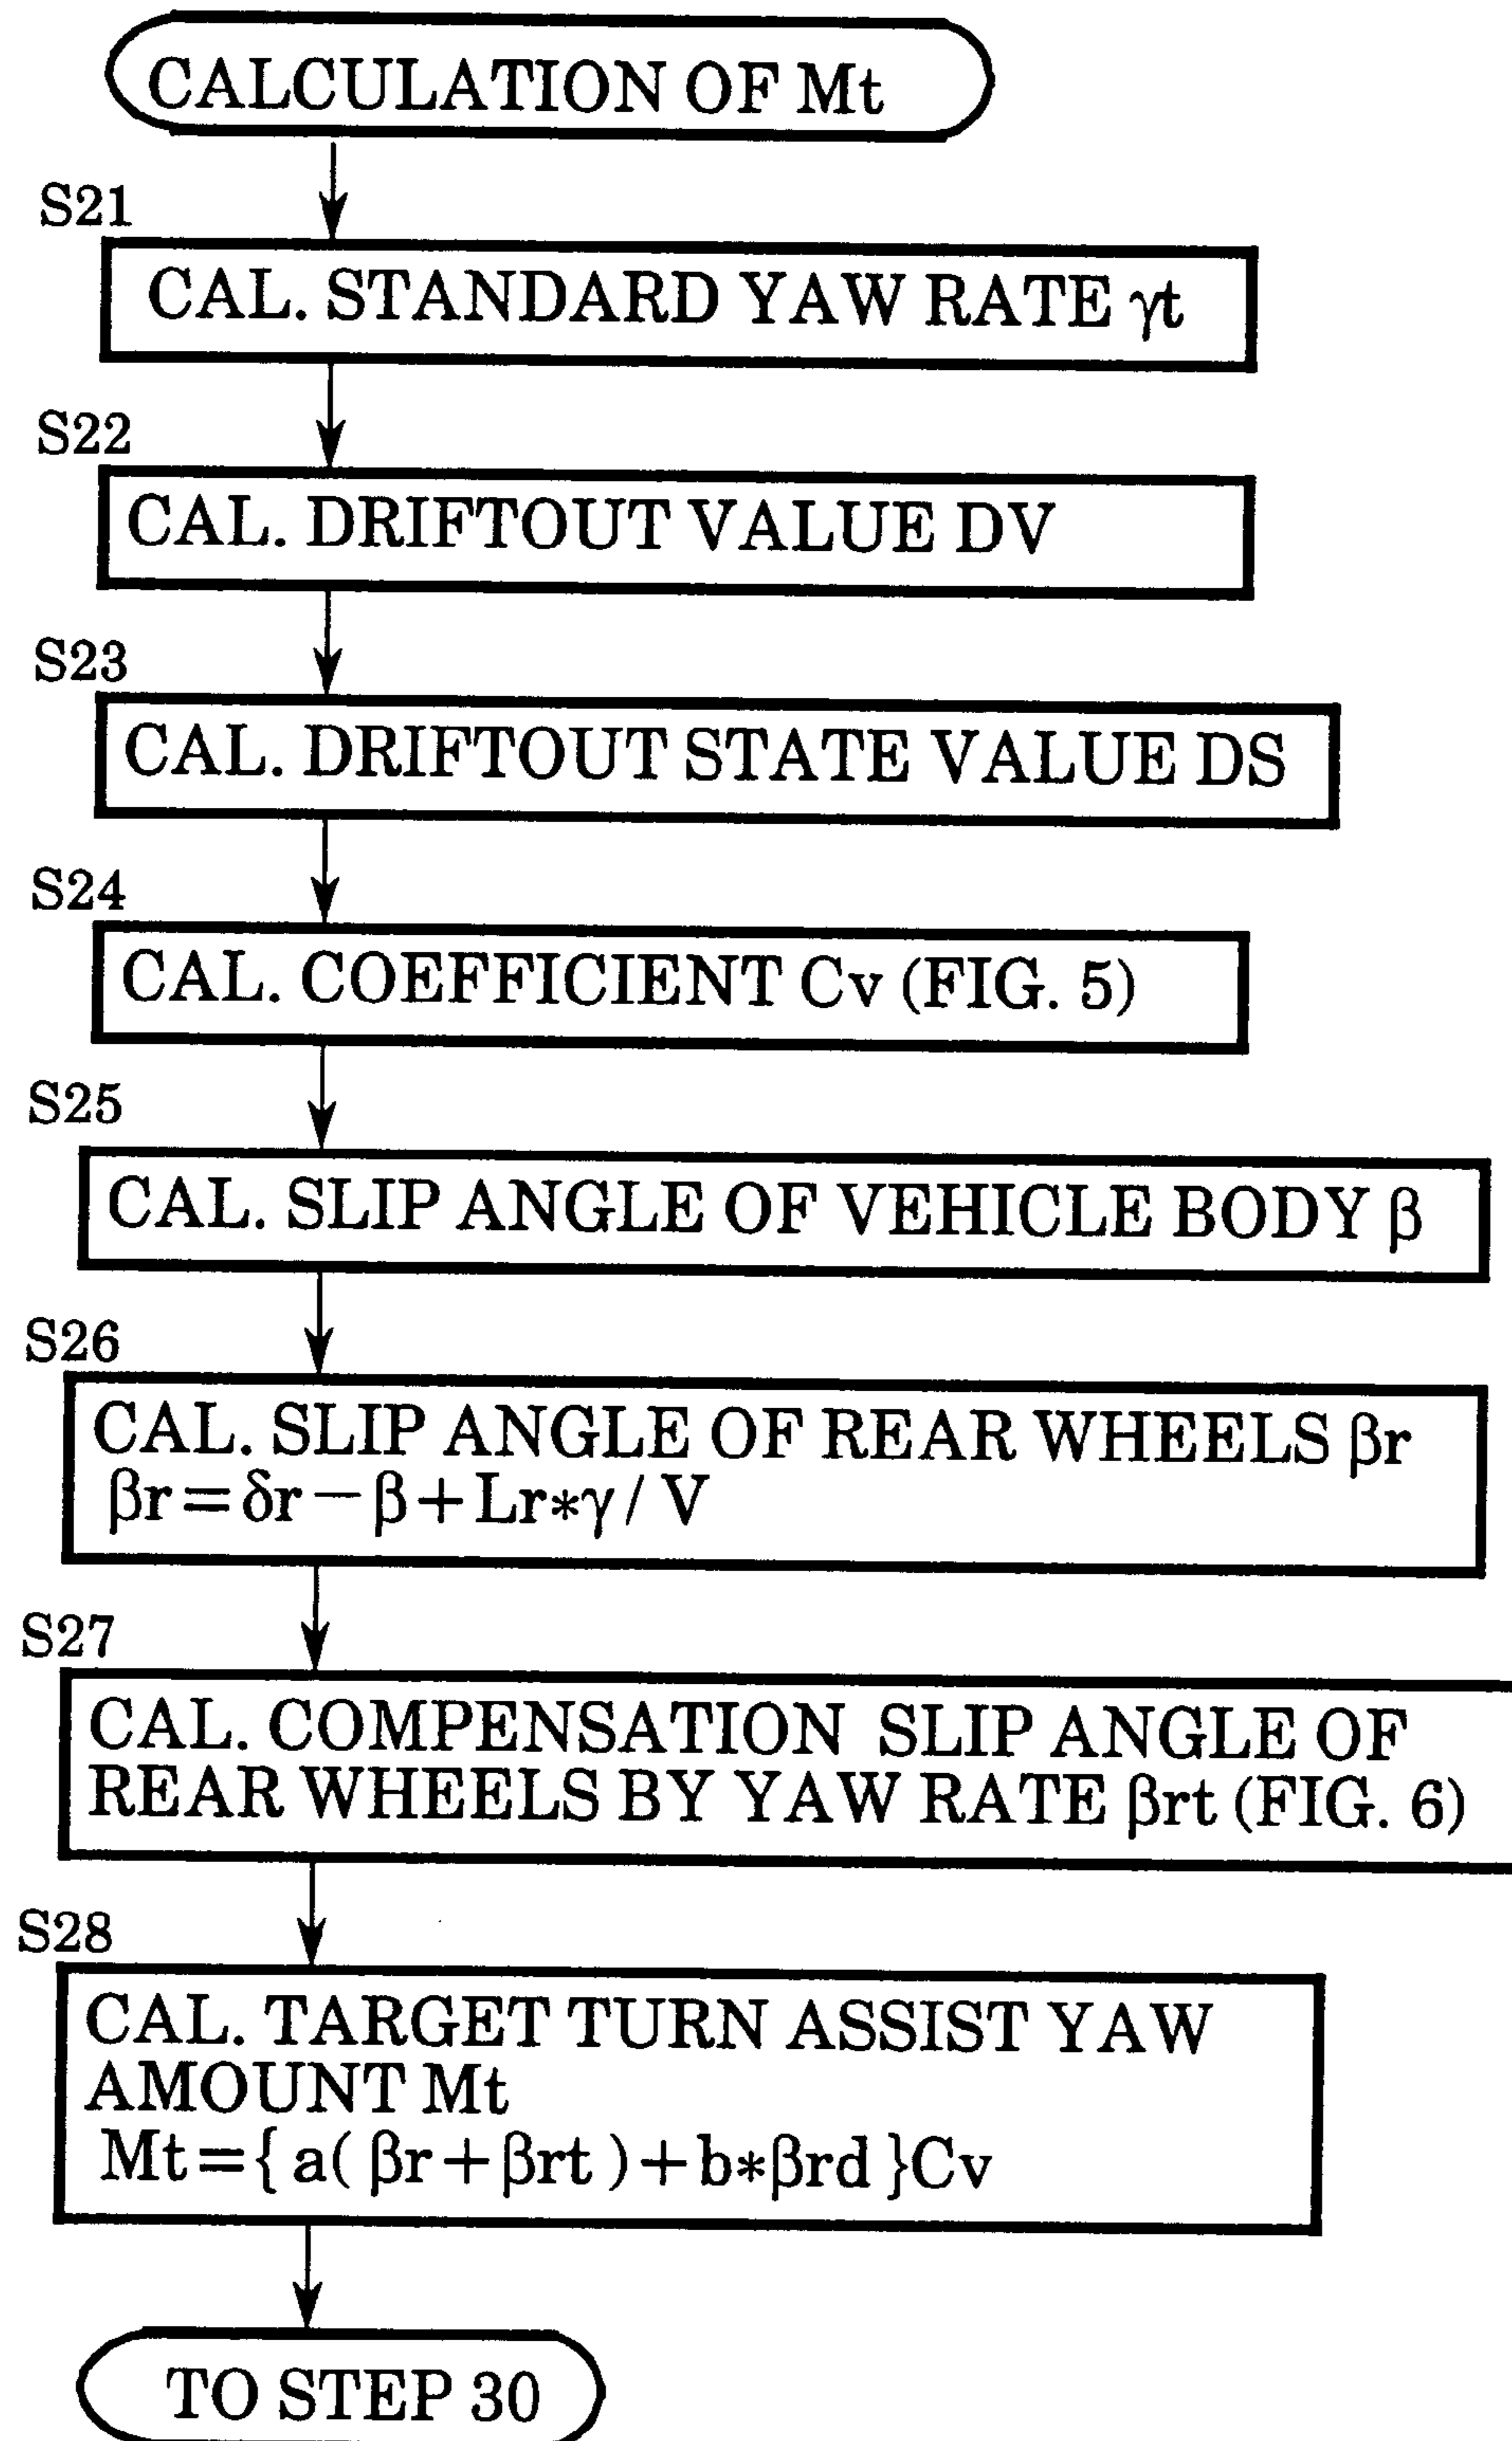 CALCULATION OF Mt
S21
CAL. STANDARD YAW RATE γt
S22
CAL. DRIFTOUT VALUE DV
S23
CAL. DRIFTOUT STATE VALUE DS
S24
CAL. COEFFICIENT Cv (FIG. 5)
S25
CAL. SLIP ANGLE OF VEHICLE BODY β
S26
CAL. SLIP ANGLE OF REAR WHEELS βr
βr=δr-β+Lr*γ/V
S27
CAL. COMPENSATION SLIP ANGLE OF
REAR WHEELS BY YAW RATE βrt (FIG. 6)
S28
CAL. TARGET TURN ASSIST YAW
AMOUNT Mt
Mt={a(βr+βrt)+b*βrd}Cv
TO STEP 30